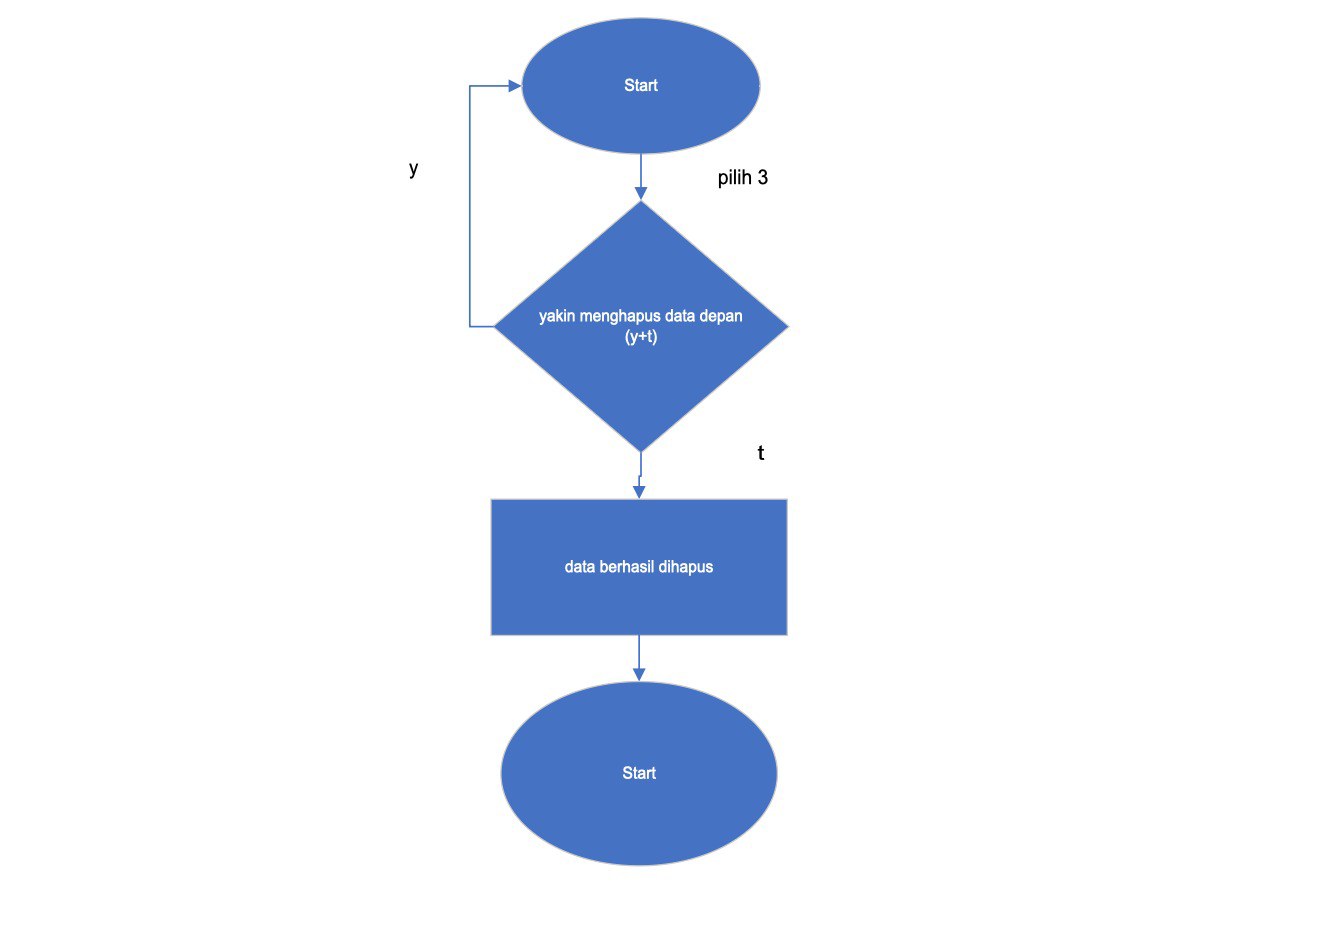 Start
y
pilih 3
yakin menghapus data depan
(y+t)
t
data berhasil dihapus
Start